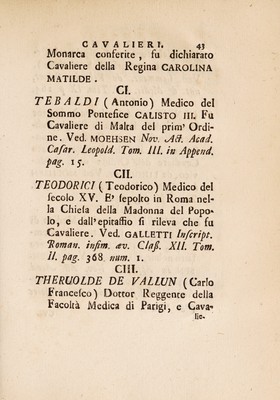 CAVALIERI. 43
Monarca conferite, fu dichiarato
Cavaliere della Regina CAROLINA
MATILDE.
CI.
TEBALDI (Antonio) Medico del
Sommo Pontefice CALISTO III. Fu
Cavaliere di Malta del prim' Ordi-
ne. Ved. MOEHSEN Nov. Act. Acad.
Cæsar. Leopold. Tom. III. in Append.
pag. 15.
CII.
TEODORICI (Teodorico) Medico del
secolo XV. E' sepolto in Roma nel-
la Chiesa della Madonna del Popo-
lo, e dall'epitaffio si rileva che fu
Cavaliere. Ved. GALLETTI Inscript.
Roman. infim. æv. Claß. XII. Tom.
II. pag. 368 num. 1.
CIII.
THERUOLDE DE VALLUN (Carlo
Francesco) Dottor Reggente della
Facoltà Medica di Parigi, e Cava-
lie-